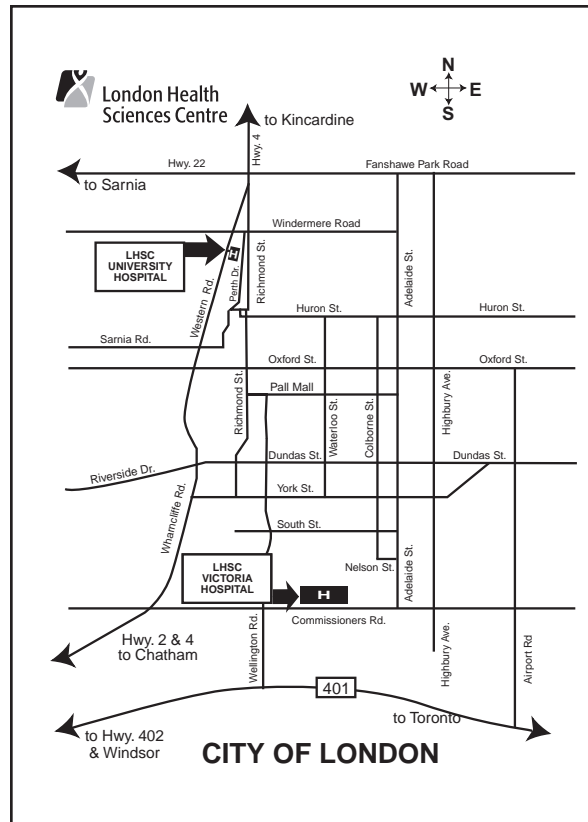 London Health
Sciences Centre
N
W E
S
to Kincardine
Hwy. 4
Hwy. 22
Fanshawe Park Road
to Sarnia
Windermere Road
LHSC
UNIVERSITY
HOSPITAL
H
Perth Dr.
Richmond St.
Adelaide St.
Western Rd.
Huron St.
Huron St.
Sarnia Rd.
Oxford St.
Oxford St.
Pall Mall
Richmond St.
Waterloo St.
Colborne St.
Highbury Ave.
Dundas St.
Dundas St.
Riverside Dr.
York St.
Wharncliffe Rd.
South St.
LHSC
VICTORIA
HOSPITAL
Nelson St.
Adelaide St.
H
Commissioners Rd.
Hwy. 2 & 4
to Chatham
Wellington Rd.
Highbury Ave.
Airport Rd
401
to Toronto
to Hwy. 402
& Windsor
CITY OF LONDON